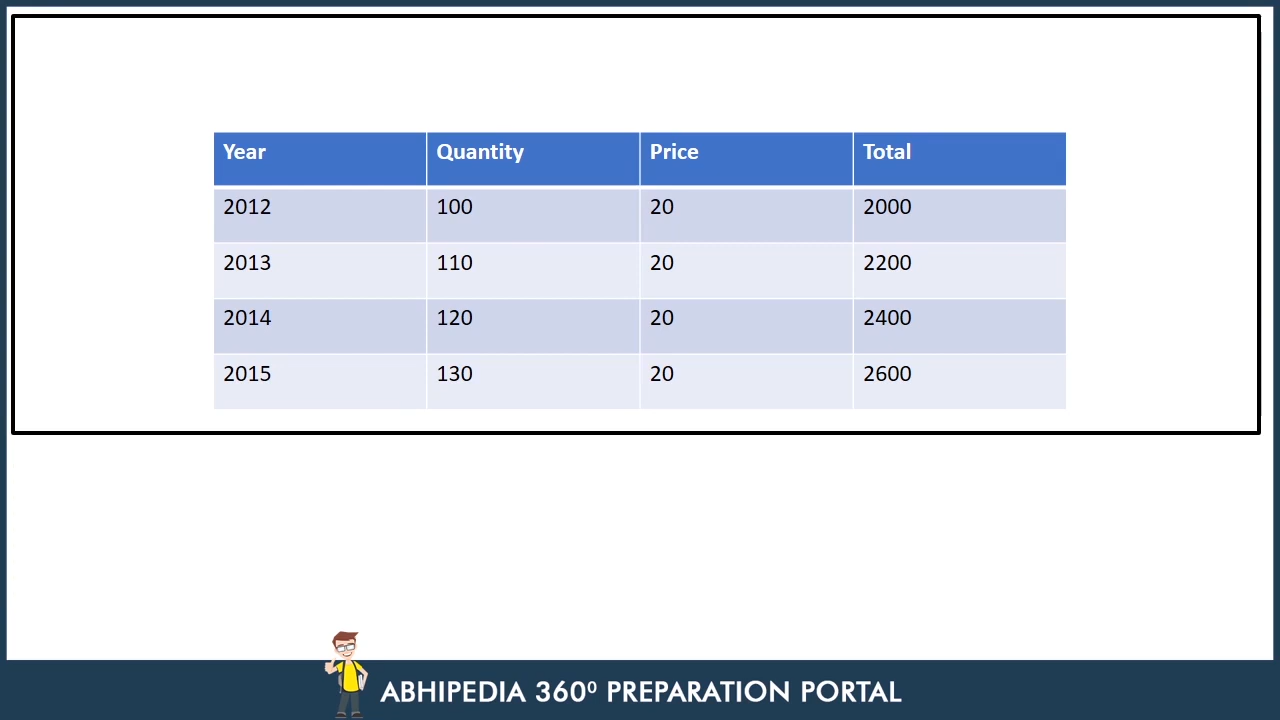 Year Quantity Price Total
2012 100 20 2000
2013 110 20 2200
2014 120 20 2400
2015 130 20 2600
ABHIPEDIA 360⁰ PREPARATION PORTAL